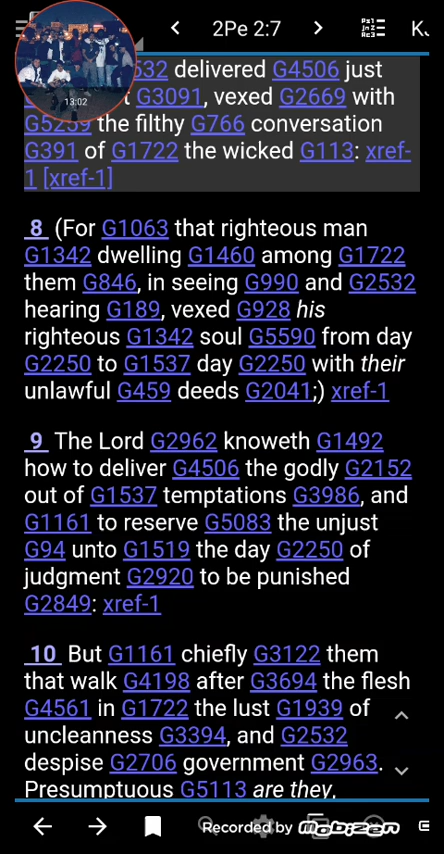 2Pe 2:7
532 delivered G4506 just
t G3091, vexed G2669 with
G5259 the filthy G766 conversation
G391 of G1722 the wicked G113: xref-
1 [xref-1]
8 (For G1063 that righteous man
G1342 dwelling G1460 among G1722
them G846, in seeing G990 and G2532
hearing G189, vexed G928 his
righteous G1342 soul G5590 from day
G2250 to G1537 day G2250 with their
unlawful G459 deeds G2041;) xref-1
9 The Lord G2962 knoweth G1492
how to deliver G4506 the godly G2152
out of G1537 temptations G3986, and
G1161 to reserve G5083 the unjust
G94 unto G1519 the day G2250 of
judgment G2920 to be punished
G2849: xref-1
10 But G1161 chiefly G3122 them
that walk G4198 after G3694 the flesh
G4561 in G1722 the lust G1939 of
uncleanness G3394, and G2532
despise G2706 government G2963.
Presumptuous G5113 are they,
13:02
Recorded by mobizen